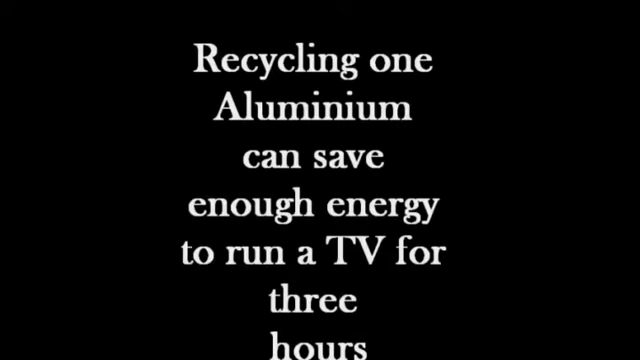 Recycling one
Aluminium
can save
enough energy
to run a TV for
three
hours